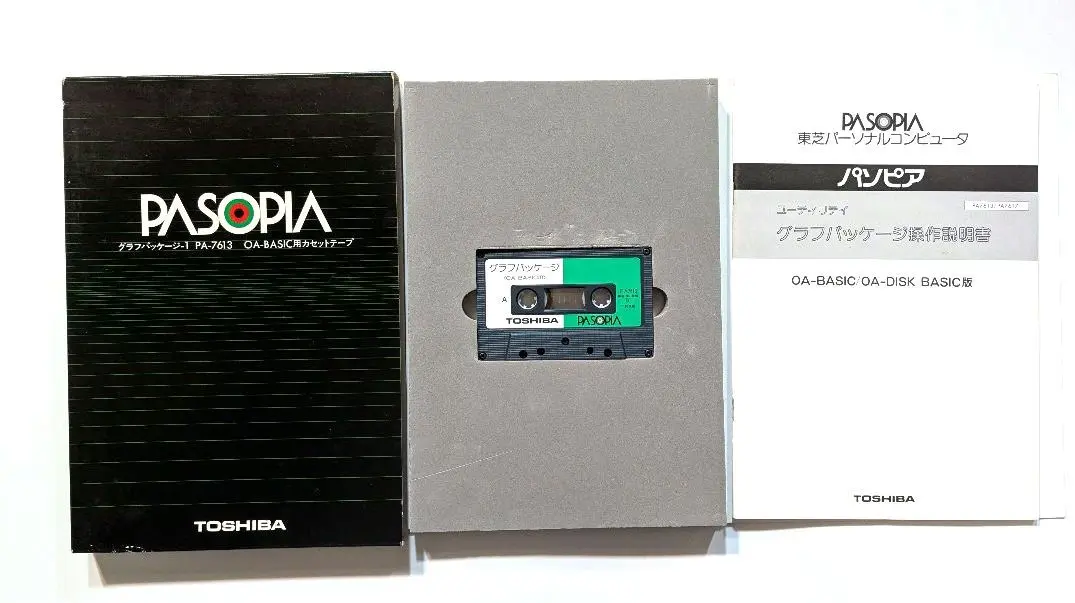 PASOPIA
グラフパッケージ-1 PA-7613 OA-BASIC用カセットテープ
TOSHIBA
グラフパッケージ
A
TOSHIBA
PASOPIA
PASOPIA
東芝パーソナルコンピュータ
パソピア
ユーティリティ
グラフパッケージ操作説明書
OA-BASIC/OA-DISK BASIC版
TOSHIBA